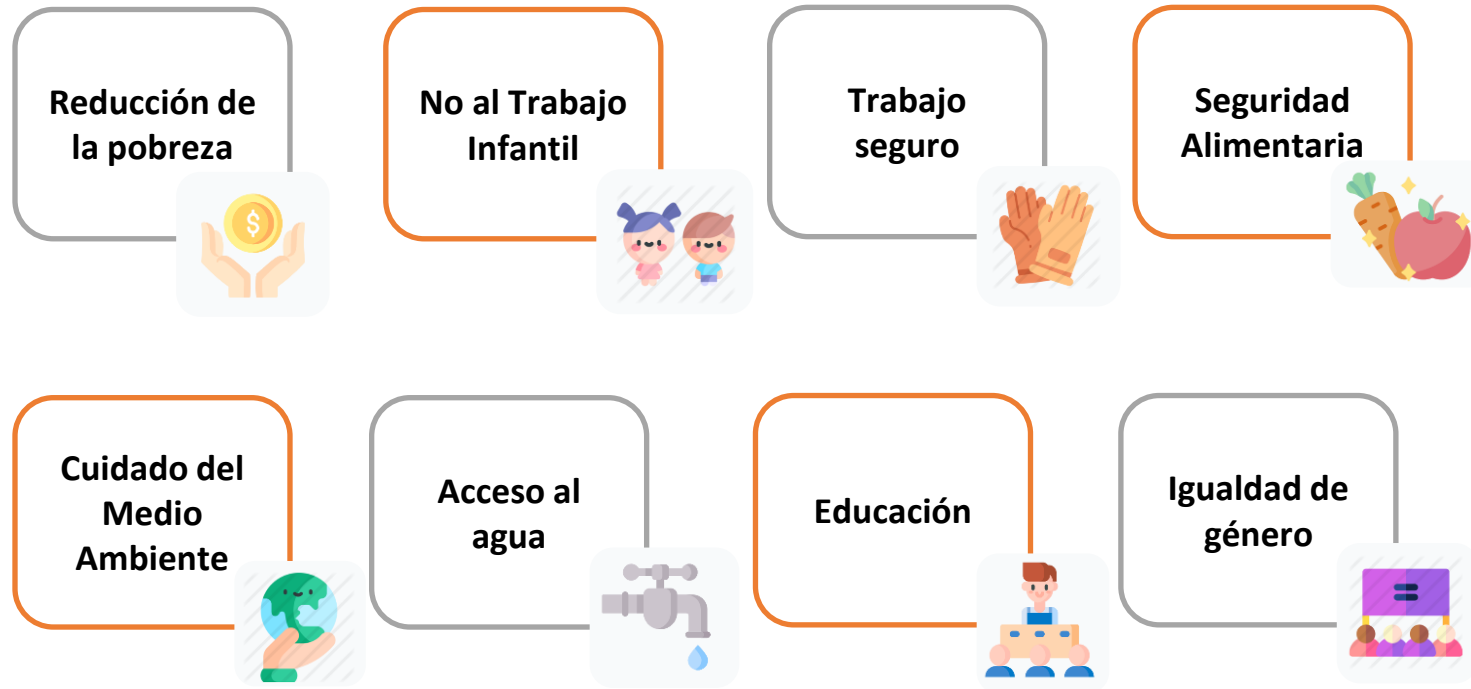 Reducción de
la pobreza
No al Trabajo
Infantil
Trabajo
seguro
Seguridad
Alimentaria
$
Cuidado del
Medio
Ambiente
Acceso al
agua
Educación
Igualdad de
género
=